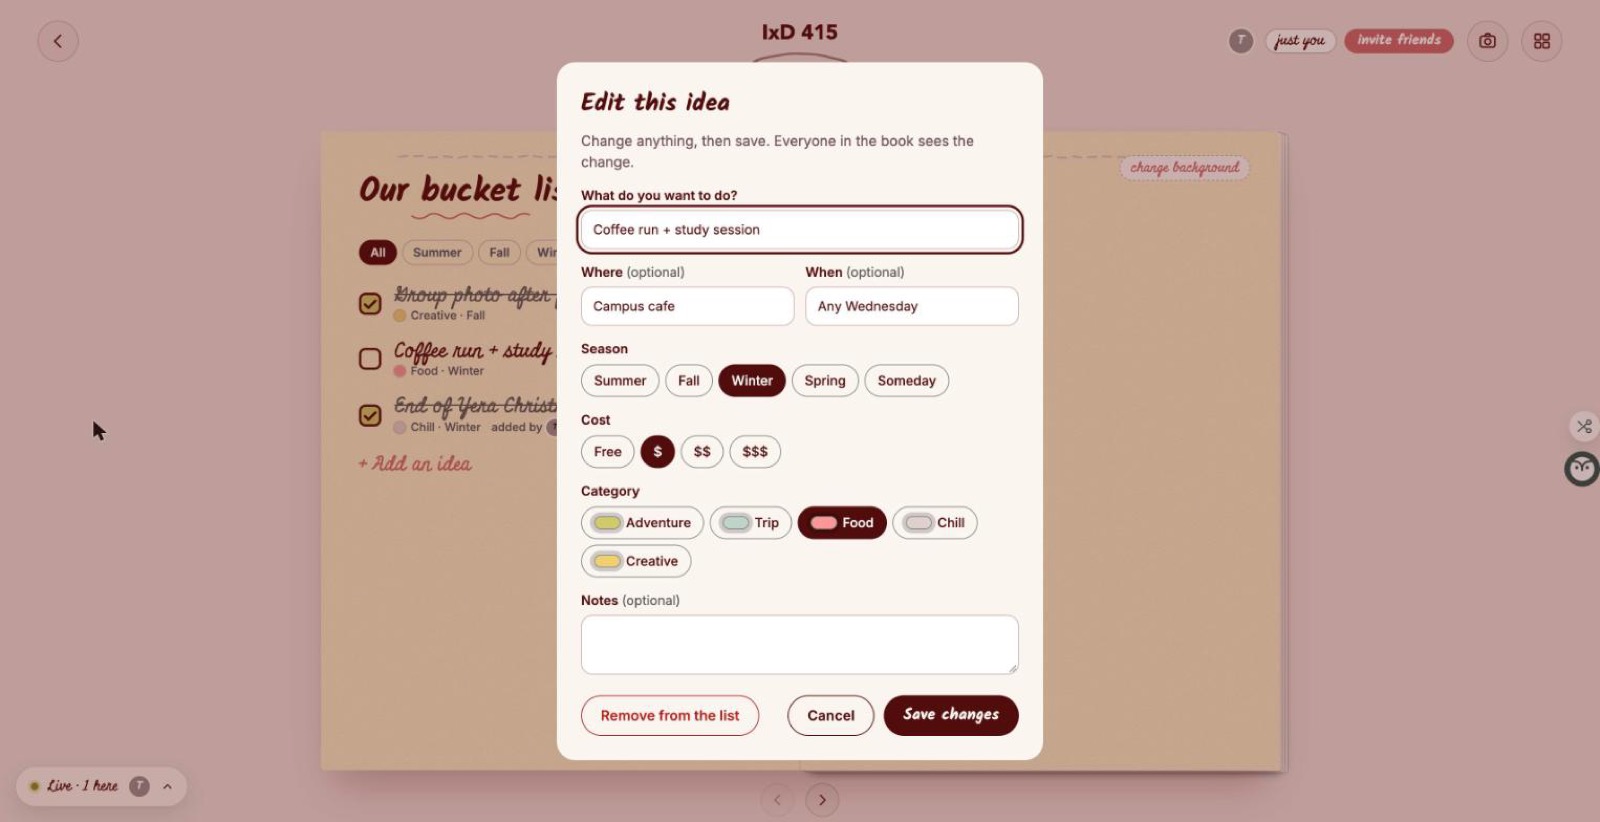 IxD 415
T just you invite friends
Edit this idea
Change anything, then save. Everyone in the book sees the
change.
What do you want to do?
Coffee run + study session
Where (optional) When (optional)
Campus cafe Any Wednesday
Season
Summer Fall Winter Spring Someday
Cost
Free $ $$ $$$
Category
Adventure Trip Food Chill
Creative
Notes (optional)
Remove from the list Cancel Save changes
Our bucket lis
All Summer Fall Win
Group photo after
Creative · Fall
Coffee run + study
Food · Winter
End of Yera Christ
Chill · Winter added by
+ Add an idea
change background
Live · 1 here T